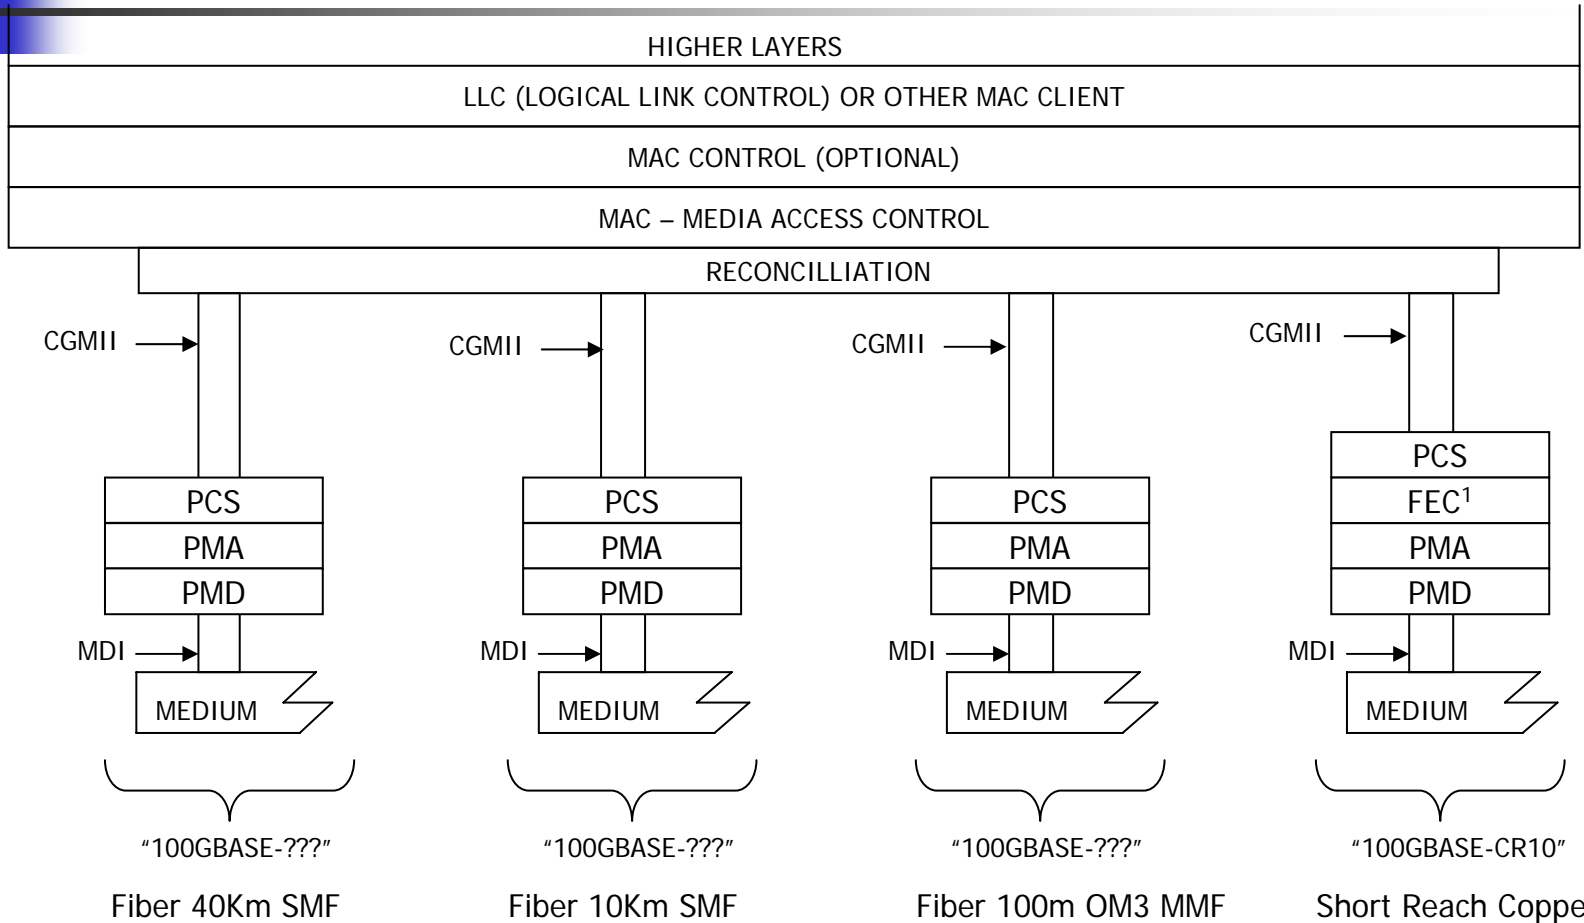 HIGHER LAYERS
LLC (LOGICAL LINK CONTROL) OR OTHER MAC CLIENT
MAC CONTROL (OPTIONAL)
MAC – MEDIA ACCESS CONTROL
RECONCILLIATION
CGMII CGMII CGMII CGMII
PCS
PCS PCS PCS FEC¹
PMA PMA PMA PMA
PMD PMD PMD PMD
MDI MDI MDI MDI
MEDIUM MEDIUM MEDIUM MEDIUM
“100GBASE-???” “100GBASE-???” “100GBASE-???” “100GBASE-CR10”
Fiber 40Km SMF Fiber 10Km SMF Fiber 100m OM3 MMF Short Reach Coppe